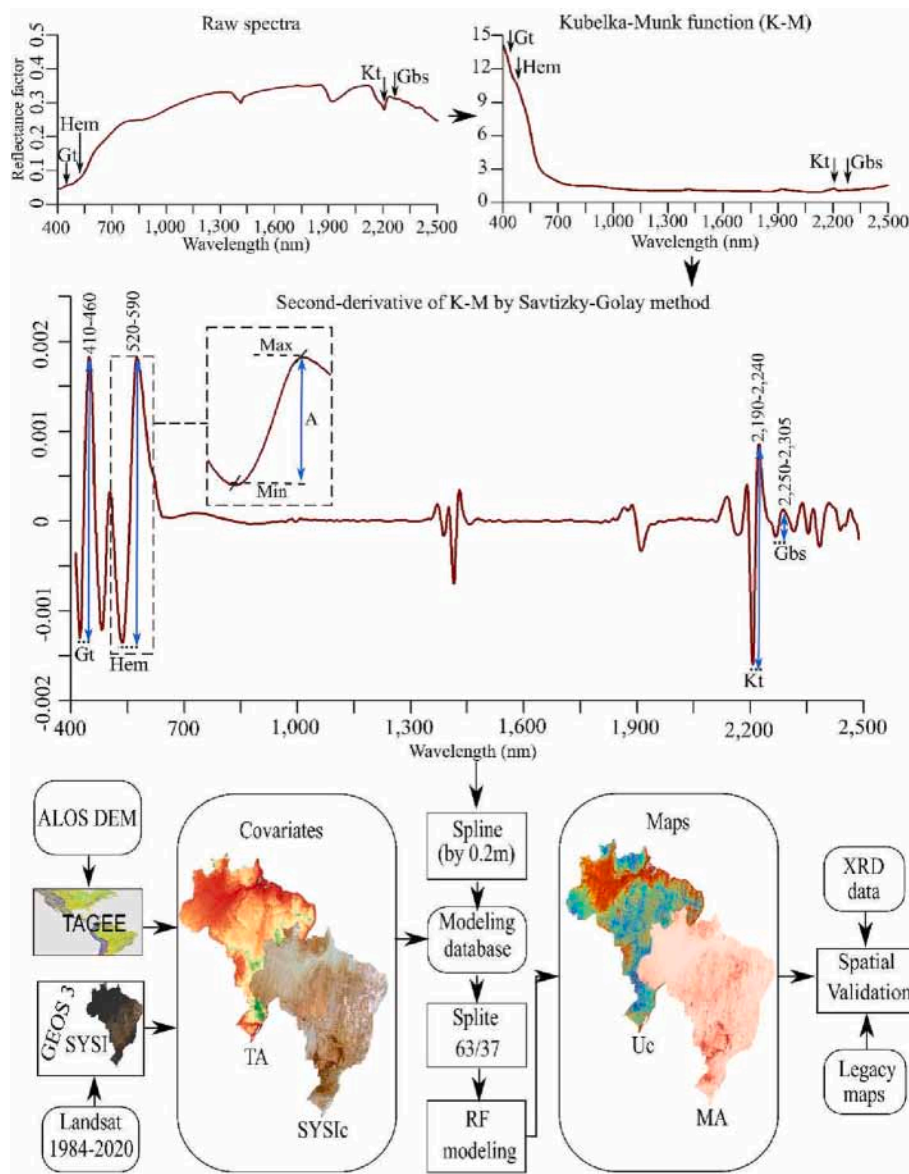 Raw spectra
Reflectance factor
0.5
0.4
0.3
0.2
0.1
0
Hem
Gt
Kt
Gbs
400
700
1,000
1,300
1,600
1,900
2,200
2,500
Wavelength (nm)
Kubelka-Munk function (K-M)
15
12
9
6
3
0
Gt
Hem
Kt
Gbs
400
700
1,000
1,300
1,600
1,900
2,200
2,500
Wavelength (nm)
Second-derivative of K-M by Savtizky-Golay method
0.002
0.001
0
-0.001
-0.002
410-460
520-590
Max
A
Min
2,190-2,240
2,250-2,305
Gbs
Gt
Hem
Kt
400
700
1,000
1,300
1,600
1,900
2,200
2,500
Wavelength (nm)
ALOS DEM
TAGEE
GEOS 3
SYSI
Landsat
1984-2020
Covariates
TA
SYSIc
Spline
(by 0.2m)
Modeling
database
Splite
63/37
RF
modeling
Maps
Uc
MA
XRD
data
Spatial
Validation
Legacy
maps